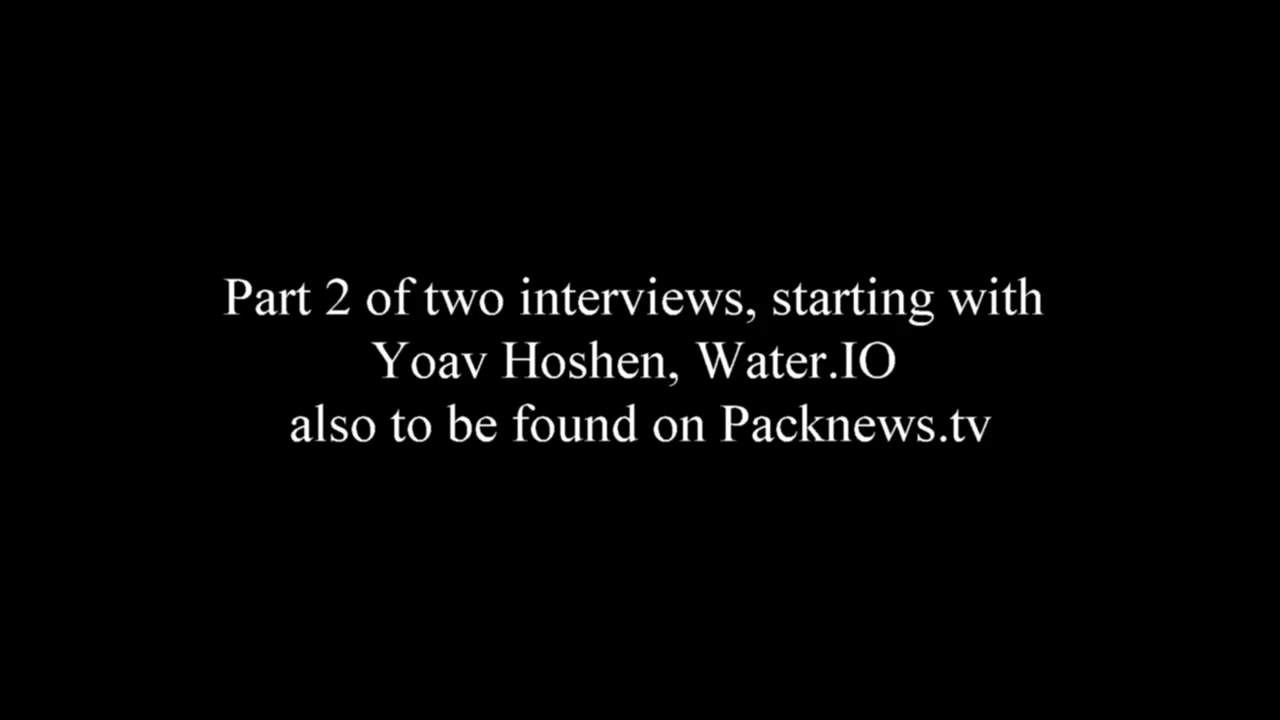 Part 2 of two interviews, starting with
Yoav Hoshen, Water.IO
also to be found on Packnews.tv